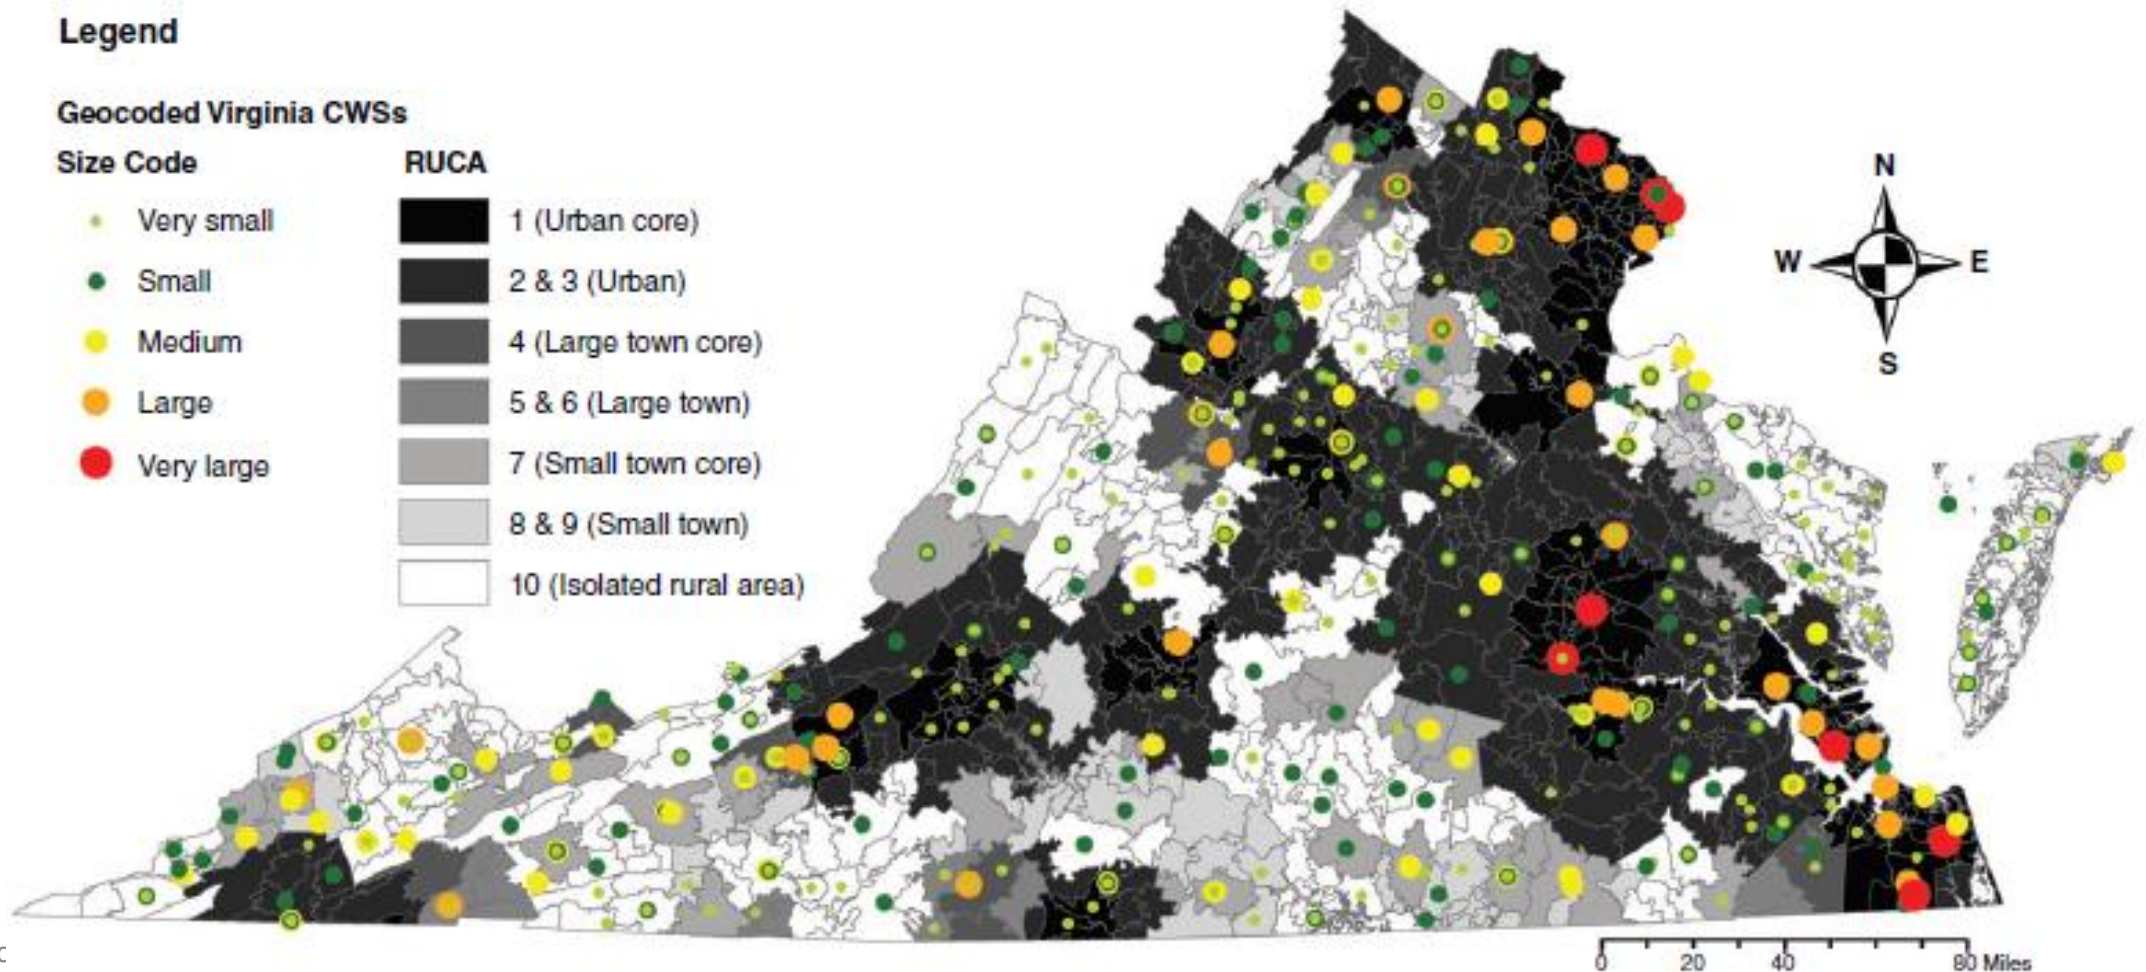 Legend
Geocoded Virginia CWSs
Size Code RUCA
Very small 1 (Urban core)
Small 2 & 3 (Urban)
Medium 4 (Large town core)
Large 5 & 6 (Large town)
Very large 7 (Small town core)
8 & 9 (Small town)
10 (Isolated rural area)
N
W E
S
0 20 40 80 Miles